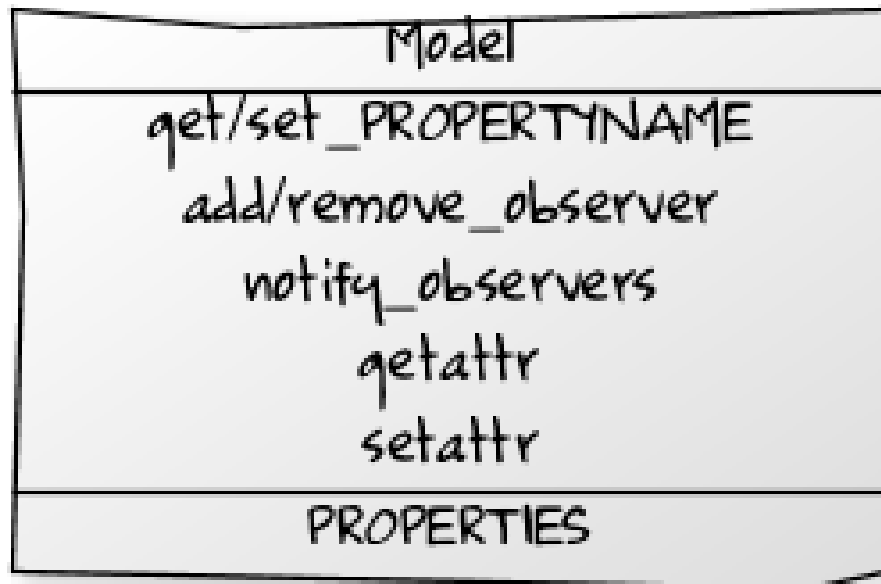 Model
get/set_PROPERTYNAME
add/remove_observer
notify_observers
getattr
setattr
PROPERTIES